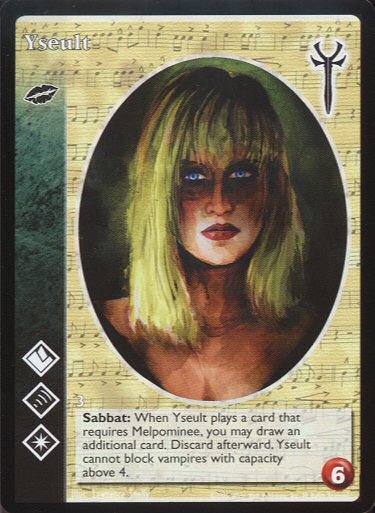 Yseult
3
Sabbat: When Yseult plays a card that
requires Melpominee, you may draw an
additional card. Discard afterward. Yseult
cannot block vampires with capacity
above 4.
6